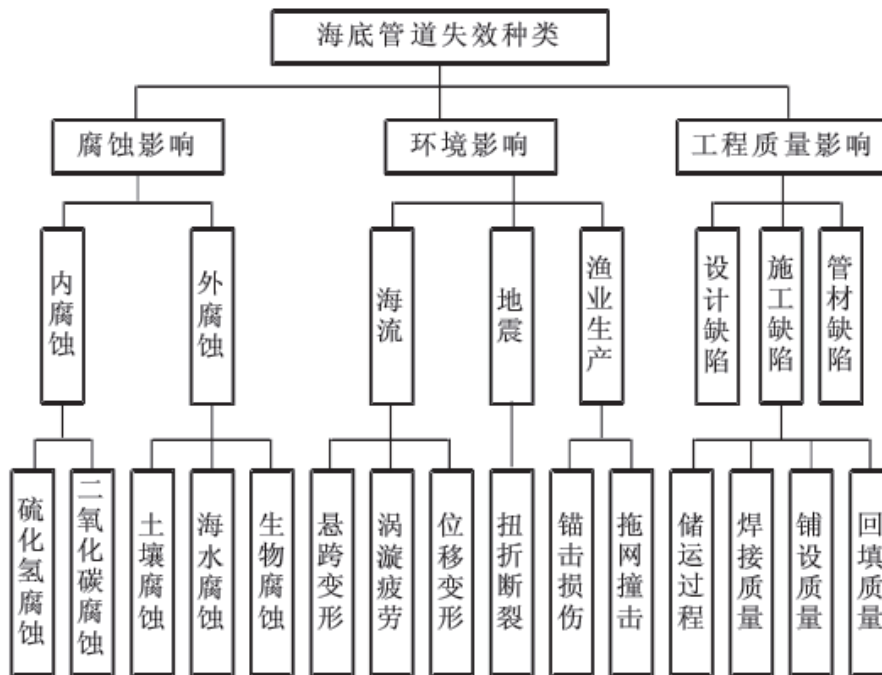 海底管道失效种类
腐蚀影响
环境影响
工程质量影响
内腐蚀
外腐蚀
海流
地震
渔业生产
设计缺陷
施工缺陷
管材缺陷
硫化氢腐蚀
二氧化碳腐蚀
土壤腐蚀
海水腐蚀
生物腐蚀
悬跨变形
涡漩疲劳
位移变形
扭折断裂
锚击损伤
拖网撞击
储运过程
焊接质量
铺设质量
回填质量